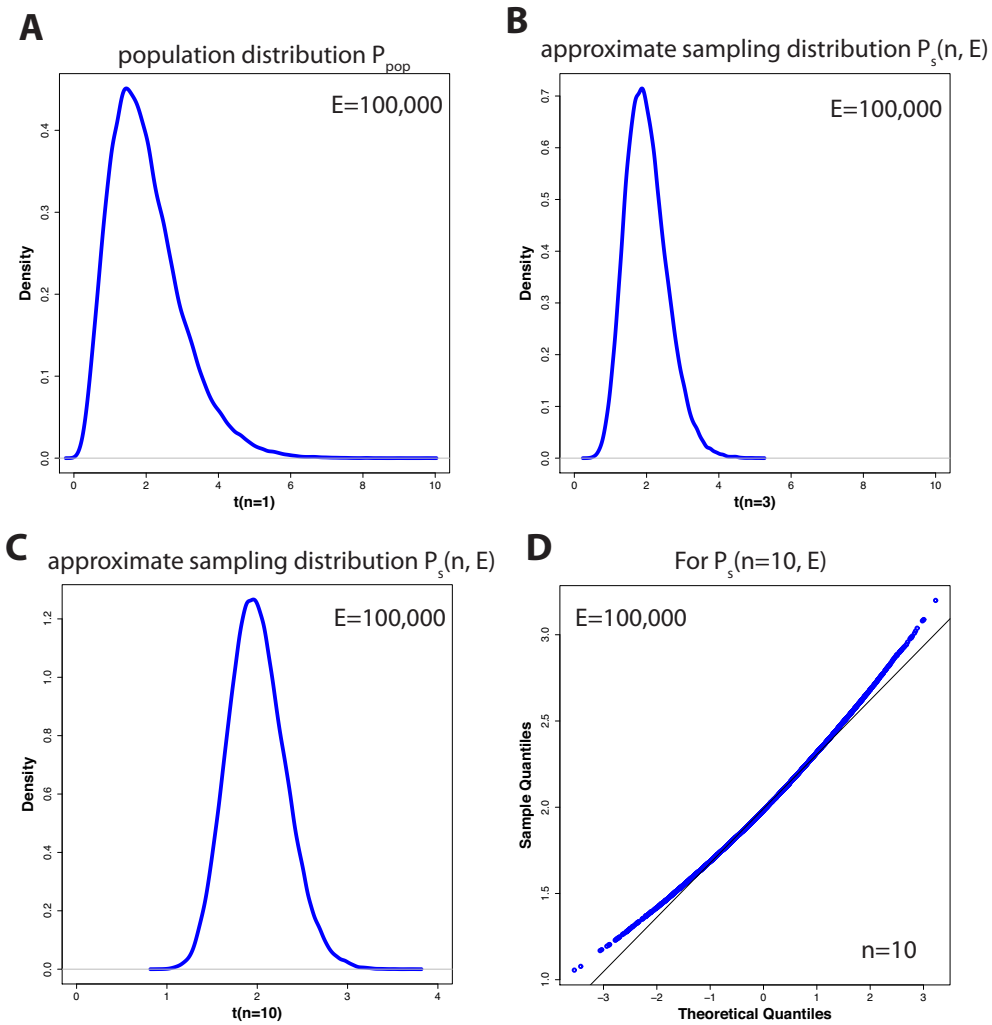 A
population distribution P_pop
E=100,000
Density
0.0
0.1
0.2
0.3
0.4
0 2 4 6 8 10
t(n=1)
B
approximate sampling distribution P_s(n, E)
E=100,000
Density
0.0
0.1
0.2
0.3
0.4
0.5
0.6
0.7
0 2 4 6 8 10
t(n=3)
C
approximate sampling distribution P_s(n, E)
E=100,000
Density
0.0
0.2
0.4
0.6
0.8
1.0
1.2
0 1 2 3 4
t(n=10)
D
For P_s(n=10, E)
E=100,000
Sample Quantiles
1.0
1.5
2.0
2.5
3.0
n=10
−3 −2 −1 0 1 2 3
Theoretical Quantiles